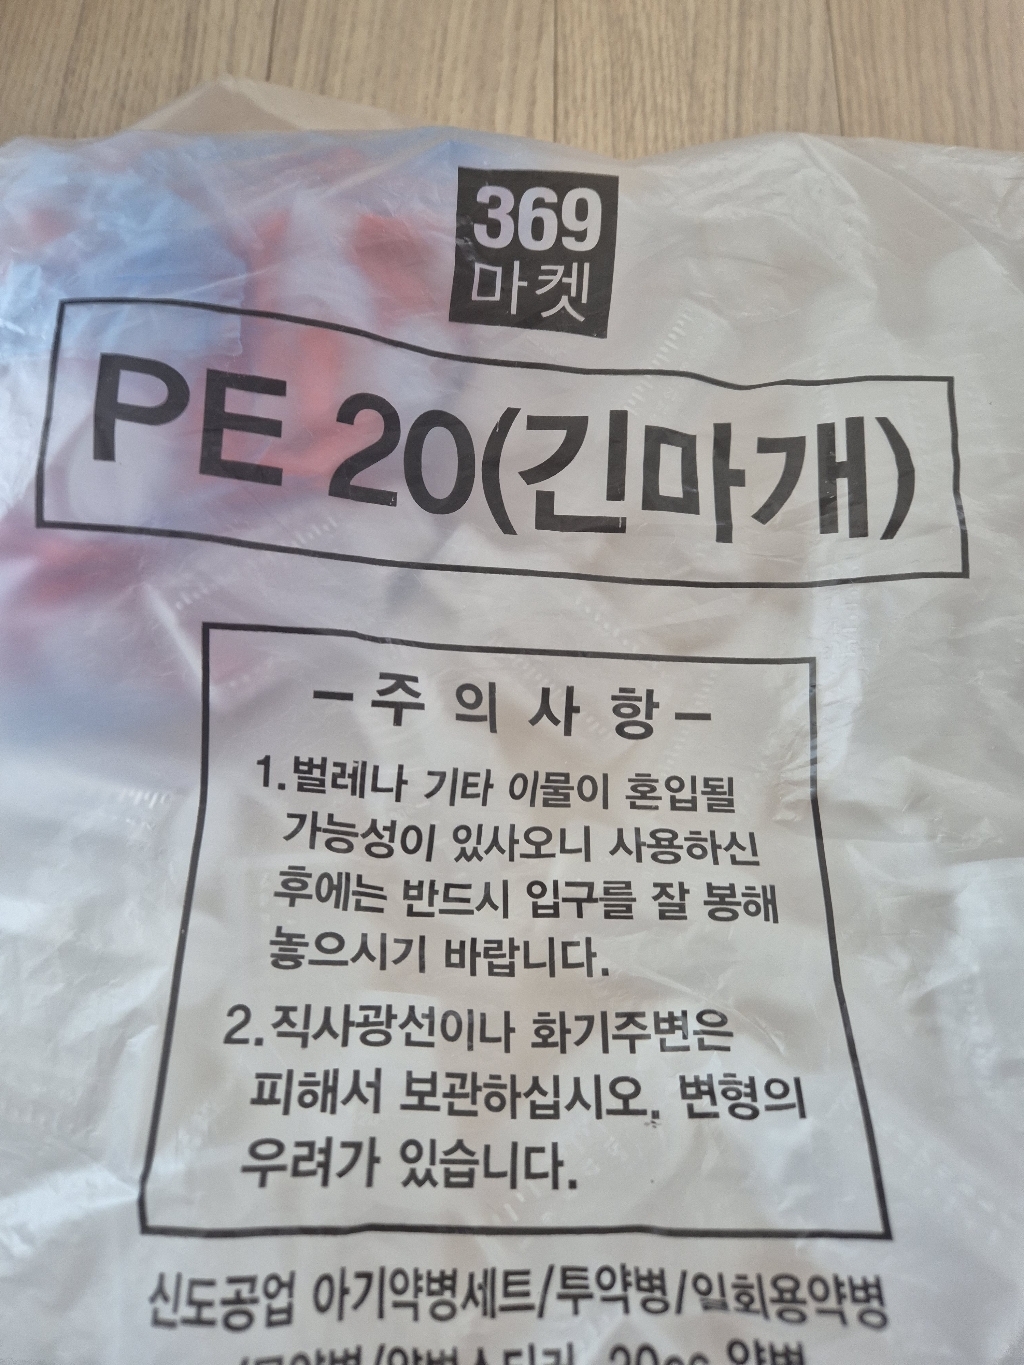 369
마켓
PE 20(긴마개)
–주 의 사 항–
1.벌레나 기타 이물이 혼입될
가능성이 있사오니 사용하신
후에는 반드시 입구를 잘 봉해
놓으시기 바랍니다.
2.직사광선이나 화기주변은
피해서 보관하십시오. 변형의
우려가 있습니다.
신도공업 아기약병세트/투약병/일회용약병
20cc 약병